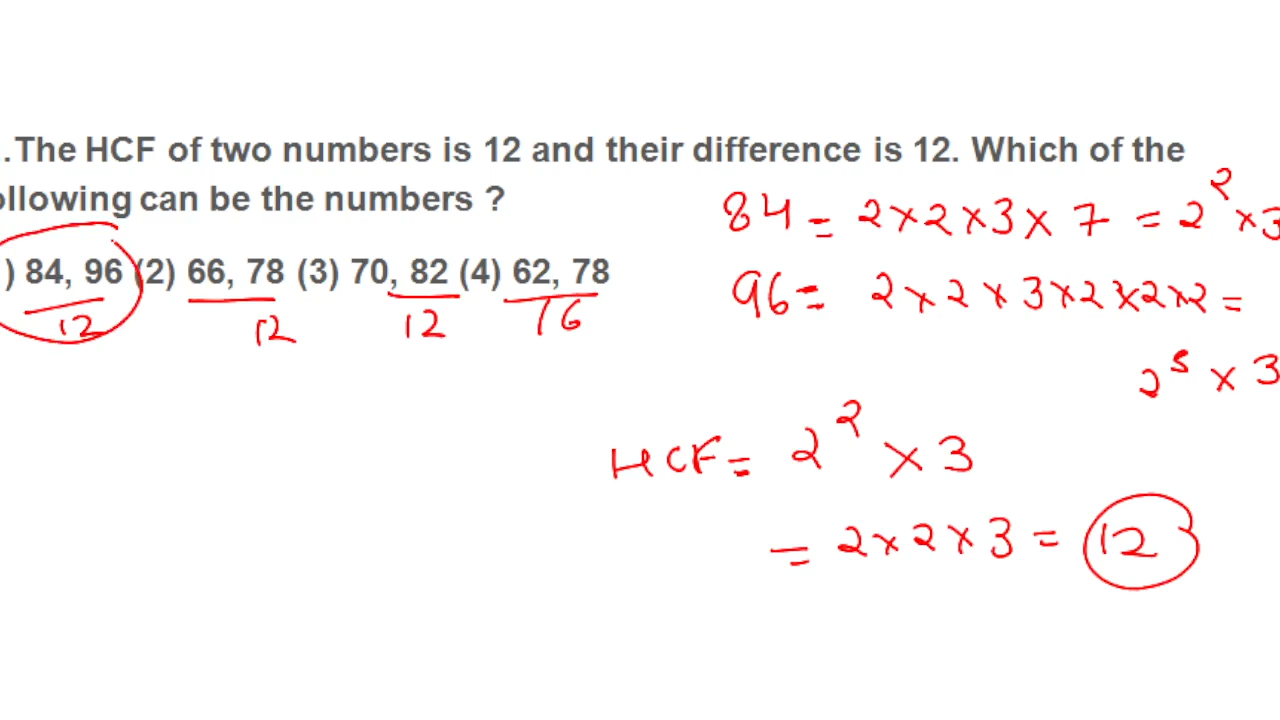 .The HCF of two numbers is 12 and their difference is 12. Which of the
ollowing can be the numbers ?
) 84, 96 (2) 66, 78 (3) 70, 82 (4) 62, 78
12 12 12 16
84 = 2 × 2 × 3 × 7 = 2² × 3
96 = 2 × 2 × 3 × 2 × 2 × 2 =
2⁵ × 3
HCF = 2² × 3
= 2 × 2 × 3 = 12